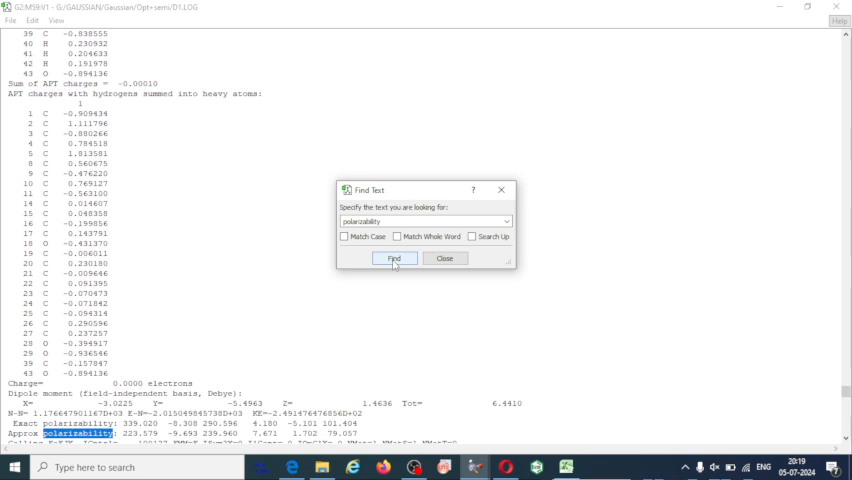 G2:M59:V1 - G:/GAUSSIAN/Gaussian/Opt+semi/D1.LOG
File Edit View Help
39 C -0.838555
40 H 0.230932
41 H 0.204633
42 H 0.191978
43 O -0.894136
Sum of APT charges = -0.00010
APT charges with hydrogens summed into heavy atoms:
1
1 C -0.909434
2 C 1.111796
3 C -0.880266
4 C 0.784518
5 C 1.813581
8 C 0.560675
9 C -0.476220
10 C 0.769127
11 C -0.563100
14 C 0.014607
15 C 0.048358
16 C -0.199856
17 C 0.143791
18 O -0.431370
19 C -0.006011
20 C 0.230180
21 C -0.009646
22 C 0.091395
23 C -0.070473
24 C -0.071842
25 C -0.094314
26 C 0.290596
27 C 0.237257
28 O -0.394917
29 O -0.936546
39 C -0.157847
43 O -0.894136
Charge= 0.0000 electrons
Dipole moment (field-independent basis, Debye):
X= -3.0225 Y= -5.4963 Z= 1.4636 Tot= 6.4410
N-N= 1.176647901167D+03 E-N=-2.015049845738D+03 KE=-2.491476476856D+02
Exact polarizability: 339.020 -8.308 290.596 4.180 -5.101 101.404
Approx polarizability: 223.579 -9.693 239.960 7.671 1.702 79.057
Find Text
?
Specify the text you are looking for:
polarizability
Match Case Match Whole Word Search Up
Find Close
Type here to search
ENG
20:19
05-07-2024